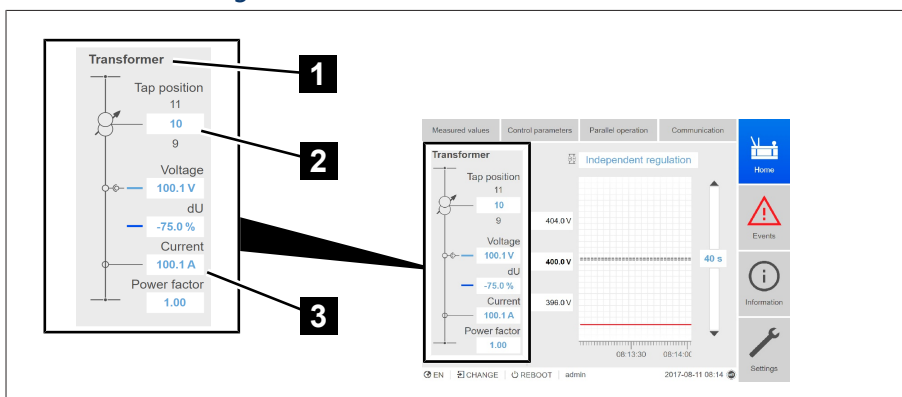 Transformer
Tap position
11
10
9
Voltage
100.1 V
dU
-75.0 %
Current
100.1 A
Power factor
1.00
1
2
3
Measured values
Control parameters
Parallel operation
Communication
Transformer
Tap position
11
10
9
Voltage
100.1 V
dU
-75.0 %
Current
100.1 A
Power factor
1.00
Independent regulation
404.0 V
400.0 V
396.0 V
40 s
08:13:30
08:14:00
Home
Events
Information
Settings
EN
CHANGE
REBOOT
admin
2017-08-11 08:14